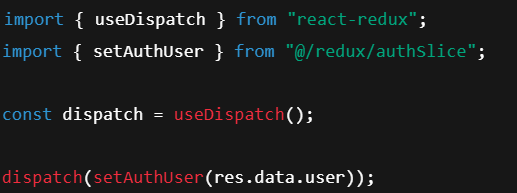 import { useDispatch } from "react-redux";
import { setAuthUser } from "@/redux/authSlice";
const dispatch = useDispatch();
dispatch(setAuthUser(res.data.user));